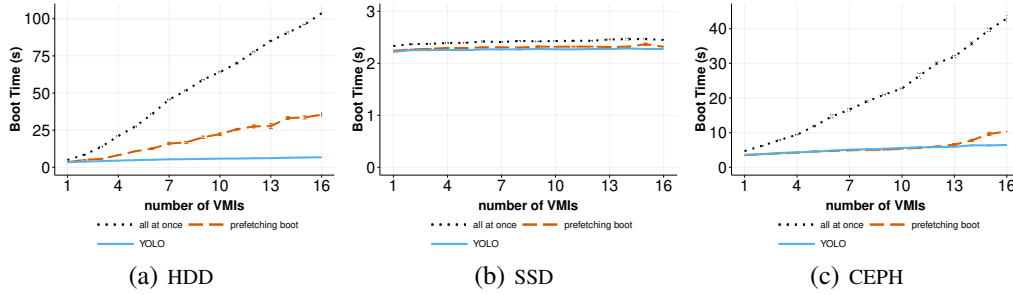 Boot Time (s)
100
75
50
25
0
1 4 7 10 13 16
number of VMIs
all at once prefetching boot
YOLO
(a) HDD
Boot Time (s)
3
2
1
0
1 4 7 10 13 16
number of VMIs
all at once prefetching boot
YOLO
(b) SSD
Boot Time (s)
40
30
20
10
0
1 4 7 10 13 16
number of VMIs
all at once prefetching boot
YOLO
(c) CEPH